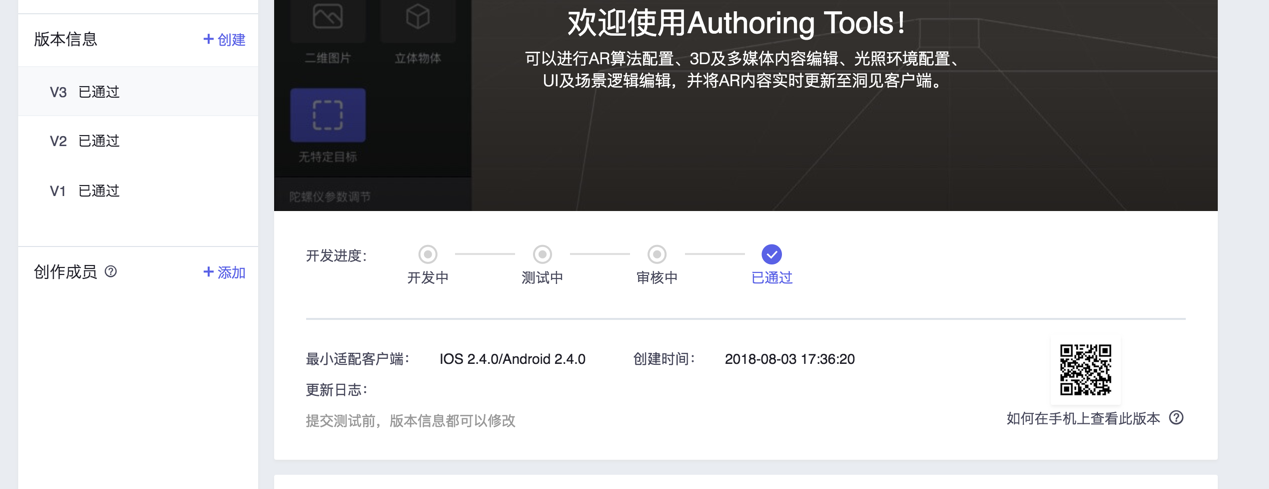 版本信息
+ 创建
V3 已通过
V2 已通过
V1 已通过
创作成员 ?
+ 添加
二维图片
立体物体
无特定目标
陀螺仪参数调节
欢迎使用Authoring Tools!
可以进行AR算法配置、3D及多媒体内容编辑、光照环境配置、
UI及场景逻辑编辑，并将AR内容实时更新至洞见客户端。
开发进度：
开发中
测试中
审核中
已通过
最小适配客户端： IOS 2.4.0/Android 2.4.0 创建时间： 2018-08-03 17:36:20
更新日志：
提交测试前，版本信息都可以修改
如何在手机上查看此版本 ?